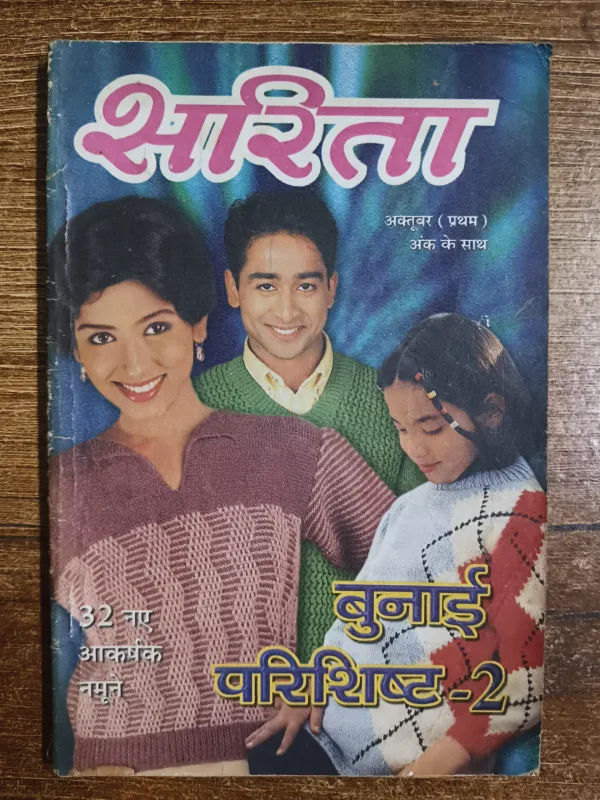 सरिता
अक्तूबर ( प्रथम )
अंक के साथ
32 नए
आकर्षक
नमूने
बुनाई
परिशिष्ट-2